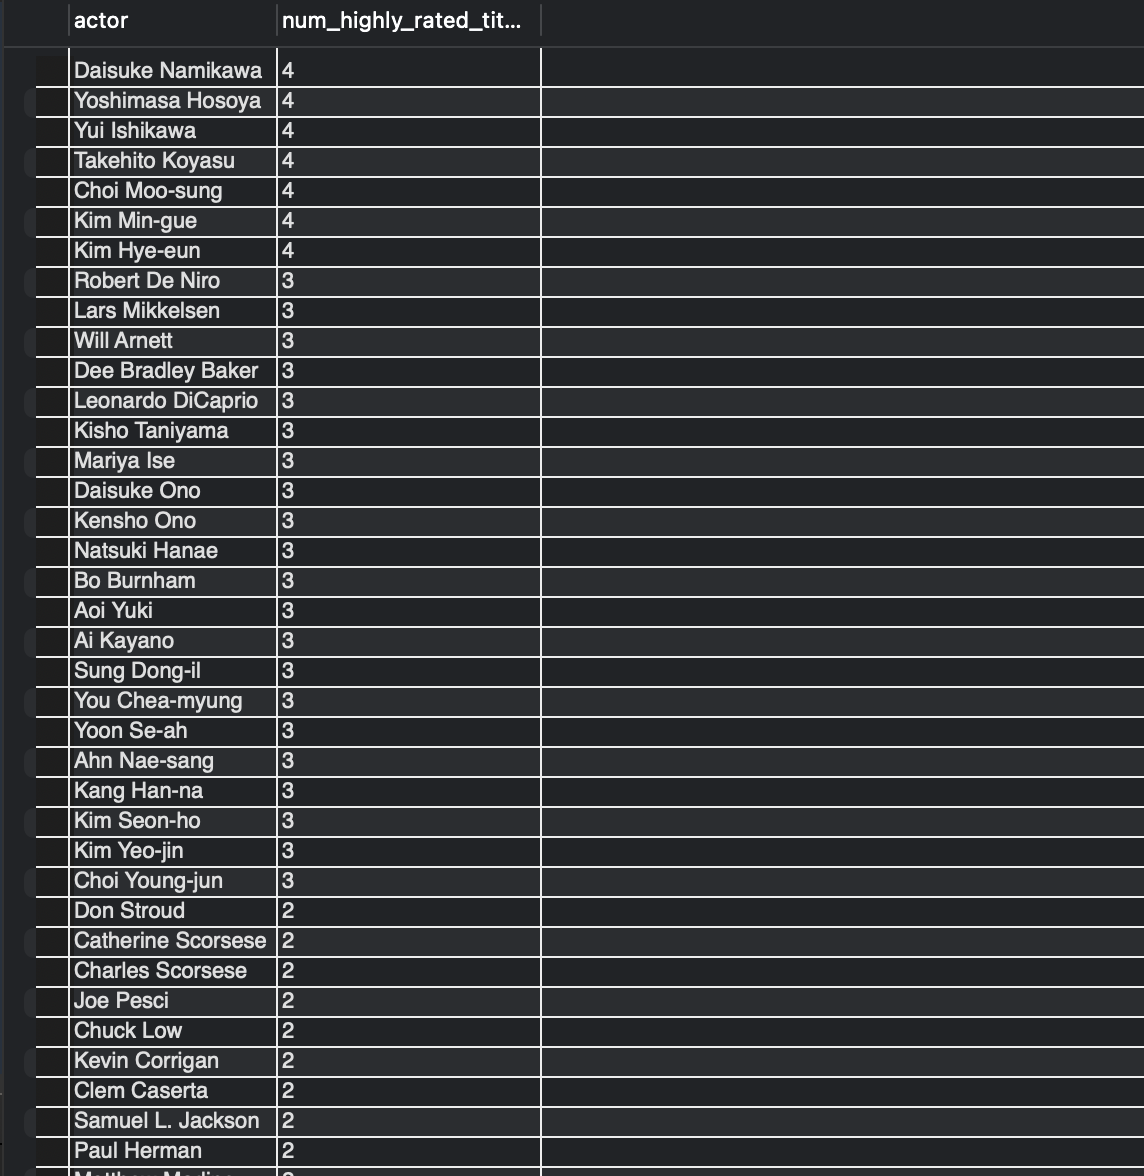 actor num_highly_rated_tit...
Daisuke Namikawa 4
Yoshimasa Hosoya 4
Yui Ishikawa 4
Takehito Koyasu 4
Choi Moo-sung 4
Kim Min-gue 4
Kim Hye-eun 4
Robert De Niro 3
Lars Mikkelsen 3
Will Arnett 3
Dee Bradley Baker 3
Leonardo DiCaprio 3
Kisho Taniyama 3
Mariya Ise 3
Daisuke Ono 3
Kensho Ono 3
Natsuki Hanae 3
Bo Burnham 3
Aoi Yuki 3
Ai Kayano 3
Sung Dong-il 3
You Chea-myung 3
Yoon Se-ah 3
Ahn Nae-sang 3
Kang Han-na 3
Kim Seon-ho 3
Kim Yeo-jin 3
Choi Young-jun 3
Don Stroud 2
Catherine Scorsese 2
Charles Scorsese 2
Joe Pesci 2
Chuck Low 2
Kevin Corrigan 2
Clem Caserta 2
Samuel L. Jackson 2
Paul Herman 2